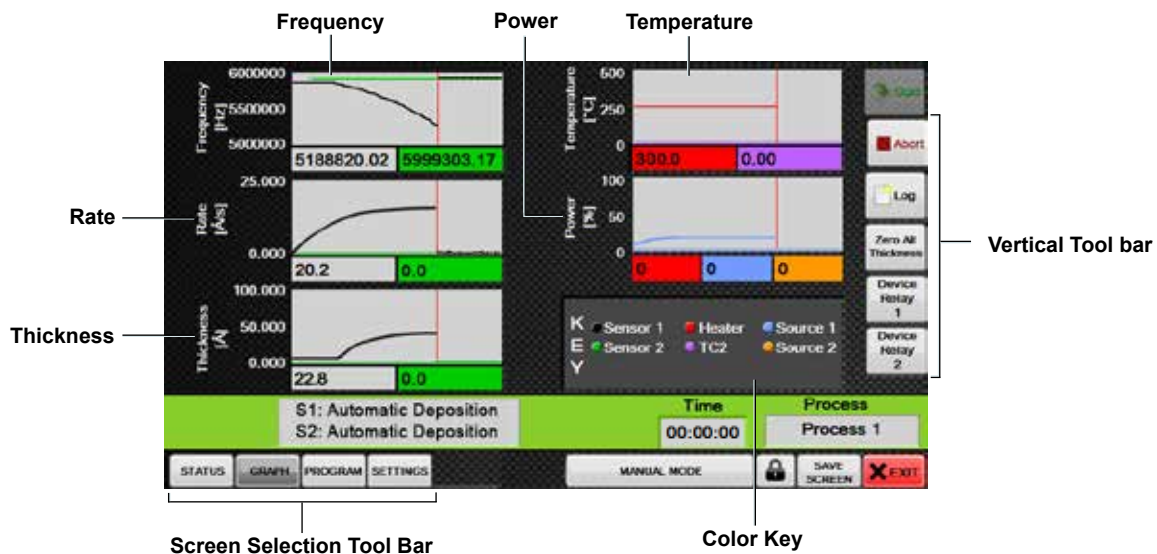 Frequency
Power
Temperature
Rate
Thickness
Vertical Tool bar
Screen Selection Tool Bar
Color Key
Frequency
[Hz]
6000000
5500000
5000000
5188820.02 5999303.17
Rate
[Å/s]
25.000
0.000
20.2 0.0
Thickness
[Å]
100.000
50.000
0.000
22.8 0.0
Temperature
[°C]
500
250
0
300.0 0.00
Power
[%]
100
50
0
0 0 0
KEY
Sensor 1 Heater Source 1
Sensor 2 TC2 Source 2
Start
Abort
Log
Zero All
Thickness
Device
Relay
1
Device
Relay
2
S1: Automatic Deposition
S2: Automatic Deposition
Time
00:00:00
Process
Process 1
STATUS GRAPH PROGRAM SETTINGS
MANUAL MODE
SAVE
SCREEN
EXIT